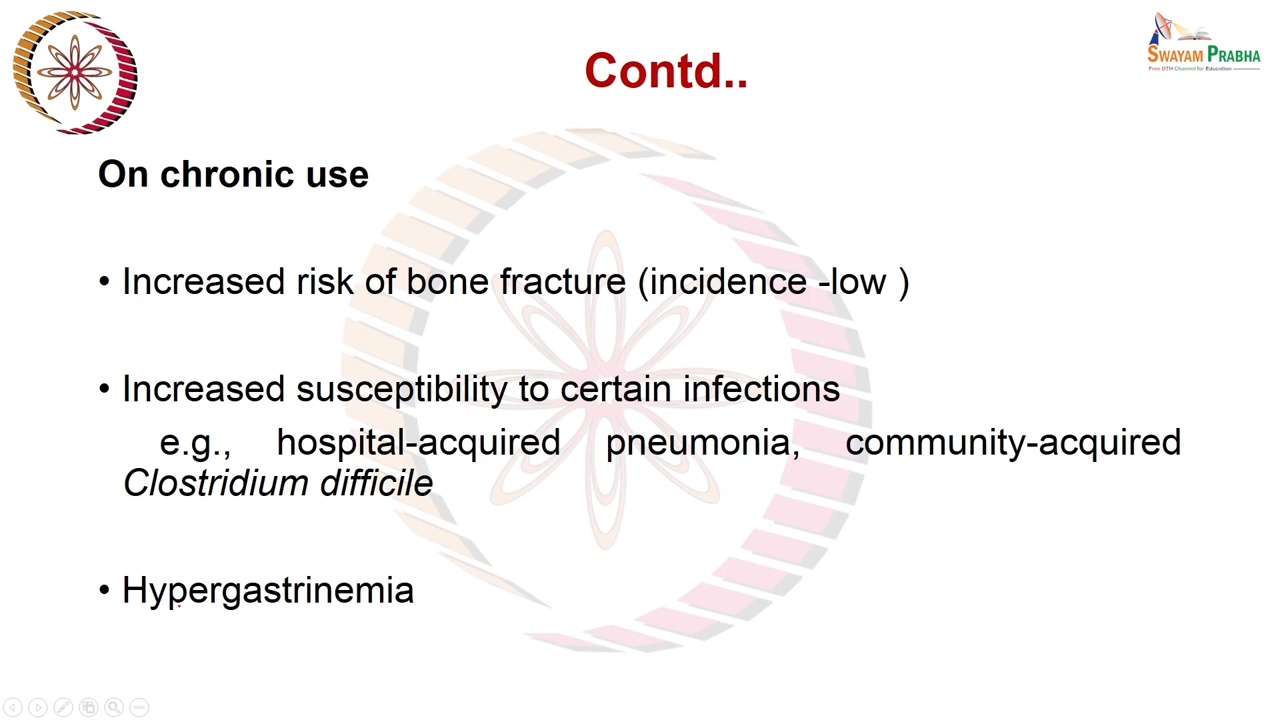 Contd..
SWAYAM PRABHA
Free DTH Channel for Education
On chronic use
• Increased risk of bone fracture (incidence -low )
• Increased susceptibility to certain infections
e.g., hospital-acquired pneumonia, community-acquired
Clostridium difficile
• Hypergastrinemia